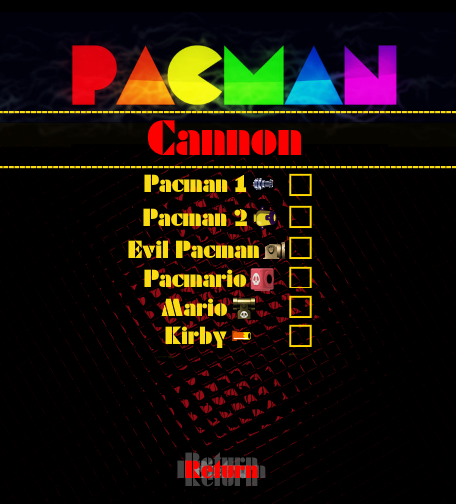 PACMAN
Cannon
Pacman 1
Pacman 2
Evil Pacman
Pacmario
Mario
Kirby
Return